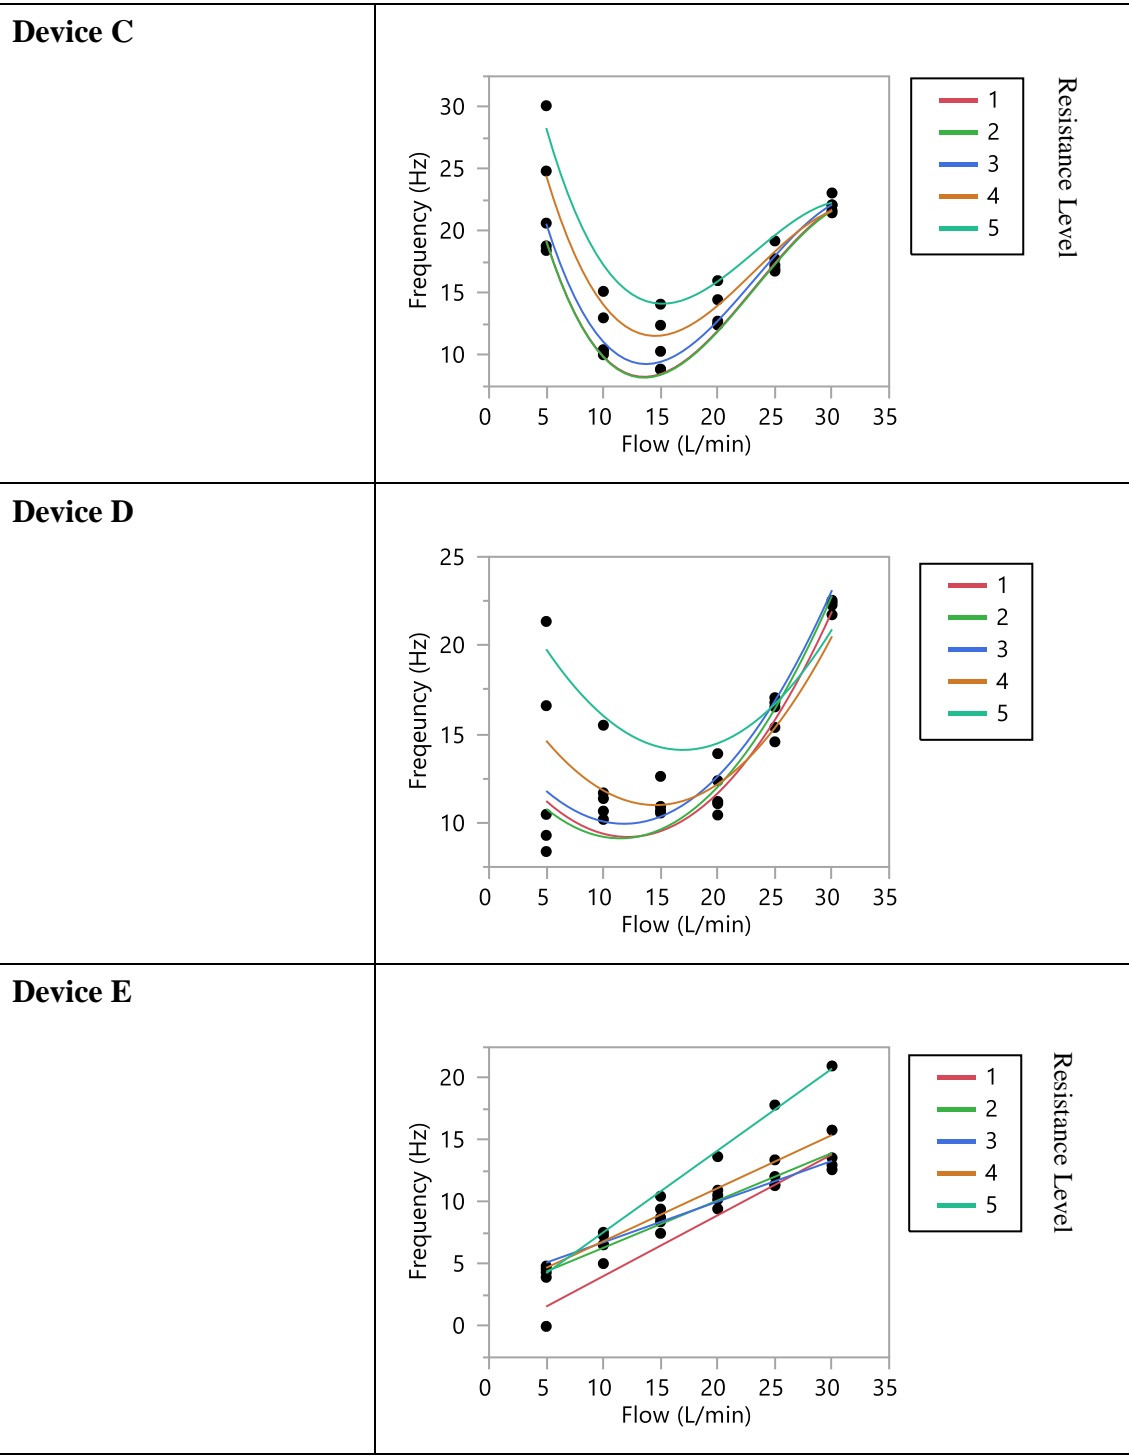 Device C
Frequency (Hz)
30
25
20
15
10
0 5 10 15 20 25 30 35
Flow (L/min)
1
2
3
4
5
Resistance Level
Device D
Freqeuncy (Hz)
25
20
15
10
0 5 10 15 20 25 30 35
Flow (L/min)
1
2
3
4
5
Device E
Frequency (Hz)
20
15
10
5
0
0 5 10 15 20 25 30 35
Flow (L/min)
1
2
3
4
5
Resistance Level